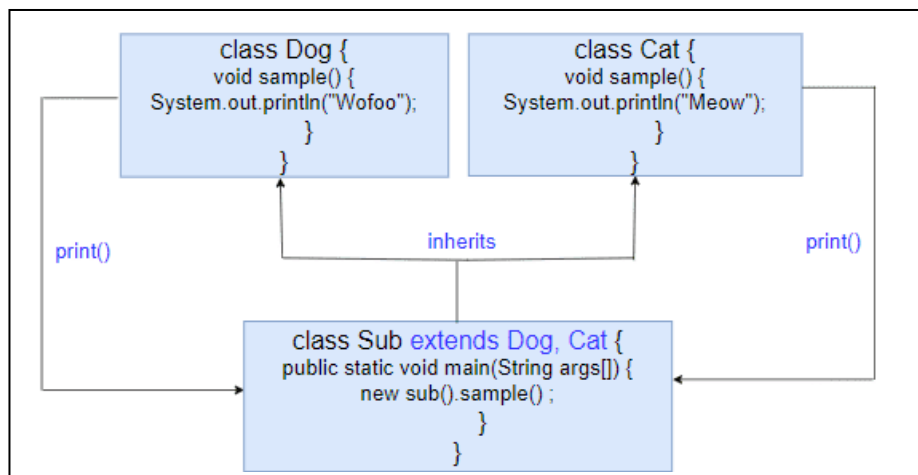 class Dog {
void sample() {
System.out.println("Wofoo");
}
}
class Cat {
void sample() {
System.out.println("Meow");
}
}
print()
inherits
print()
class Sub extends Dog, Cat {
public static void main(String args[]) {
new sub().sample() ;
}
}